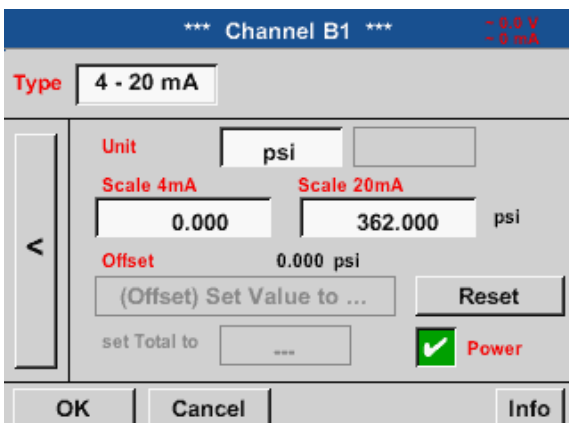 *** Channel B1 ***
~ 0,6 V
~ 0 mA
Type 4 - 20 mA
Unit psi
Scale 4mA Scale 20mA
0.000 362.000 psi
<
Offset 0.000 psi
(Offset) Set Value to ... Reset
set Total to --- Power
OK Cancel Info